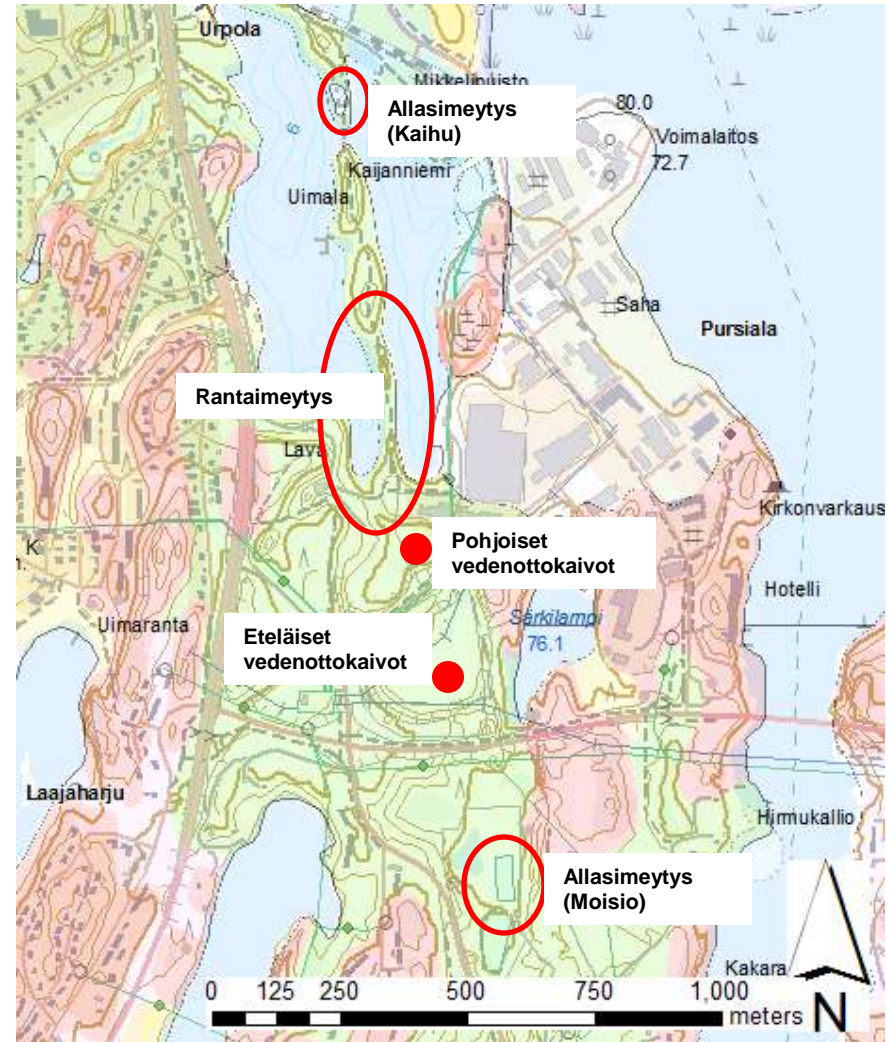 Urpola
Mikkelipuisto
Allasimeytys
(Kaihu)
80.0
Voimalaitos
72.7
Kaijanniemi
Uimala
Saha
Pursiala
Rantaimeytys
Lava
Kirkonvarkaus
Pohjoiset
vedenottokaivot
Hotelli
K
Särkilampi
76.1
Uimaranta
Eteläiset
vedenottokaivot
Laajaharju
Hirmukallio
Allasimeytys
(Moisio)
Kakara
0 125 250 500 750 1,000
meters
N